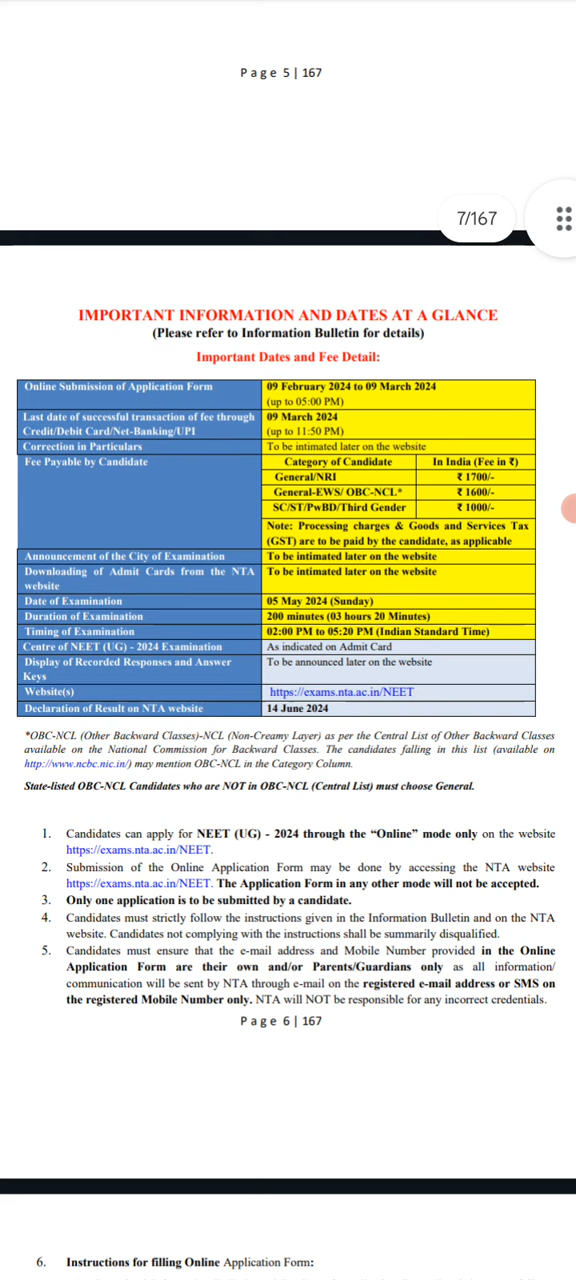 Page 5 | 167
7/167
IMPORTANT INFORMATION AND DATES AT A GLANCE
(Please refer to Information Bulletin for details)
Important Dates and Fee Detail:
Online Submission of Application Form 09 February 2024 to 09 March 2024
(up to 05:00 PM)
Last date of successful transaction of fee through 09 March 2024
Credit/Debit Card/Net-Banking/UPI (up to 11:50 PM)
Correction in Particulars To be intimated later on the website
Fee Payable by Candidate Category of Candidate In India (Fee in ₹)
General/NRI ₹ 1700/-
General-EWS/ OBC-NCL* ₹ 1600/-
SC/ST/PwBD/Third Gender ₹ 1000/-
Note: Processing charges & Goods and Services Tax
(GST) are to be paid by the candidate, as applicable
Announcement of the City of Examination To be intimated later on the website
Downloading of Admit Cards from the NTA To be intimated later on the website
website
Date of Examination 05 May 2024 (Sunday)
Duration of Examination 200 minutes (03 hours 20 Minutes)
Timing of Examination 02:00 PM to 05:20 PM (Indian Standard Time)
Centre of NEET (UG) - 2024 Examination As indicated on Admit Card
Display of Recorded Responses and Answer To be announced later on the website
Keys
Website(s) https://exams.nta.ac.in/NEET
Declaration of Result on NTA website 14 June 2024
*OBC-NCL (Other Backward Classes)-NCL (Non-Creamy Layer) as per the Central List of Other Backward Classes
available on the National Commission for Backward Classes. The candidates falling in this list (available on
http://www.ncbc.nic.in/) may mention OBC-NCL in the Category Column.
State-listed OBC-NCL Candidates who are NOT in OBC-NCL (Central List) must choose General.
1. Candidates can apply for NEET (UG) - 2024 through the “Online” mode only on the website
https://exams.nta.ac.in/NEET.
2. Submission of the Online Application Form may be done by accessing the NTA website
https://exams.nta.ac.in/NEET. The Application Form in any other mode will not be accepted.
3. Only one application is to be submitted by a candidate.
4. Candidates must strictly follow the instructions given in the Information Bulletin and on the NTA
website. Candidates not complying with the instructions shall be summarily disqualified.
5. Candidates must ensure that the e-mail address and Mobile Number provided in the Online
Application Form are their own and/or Parents/Guardians only as all information/
communication will be sent by NTA through e-mail on the registered e-mail address or SMS on
the registered Mobile Number only. NTA will NOT be responsible for any incorrect credentials.
Page 6 | 167
6. Instructions for filling Online Application Form: